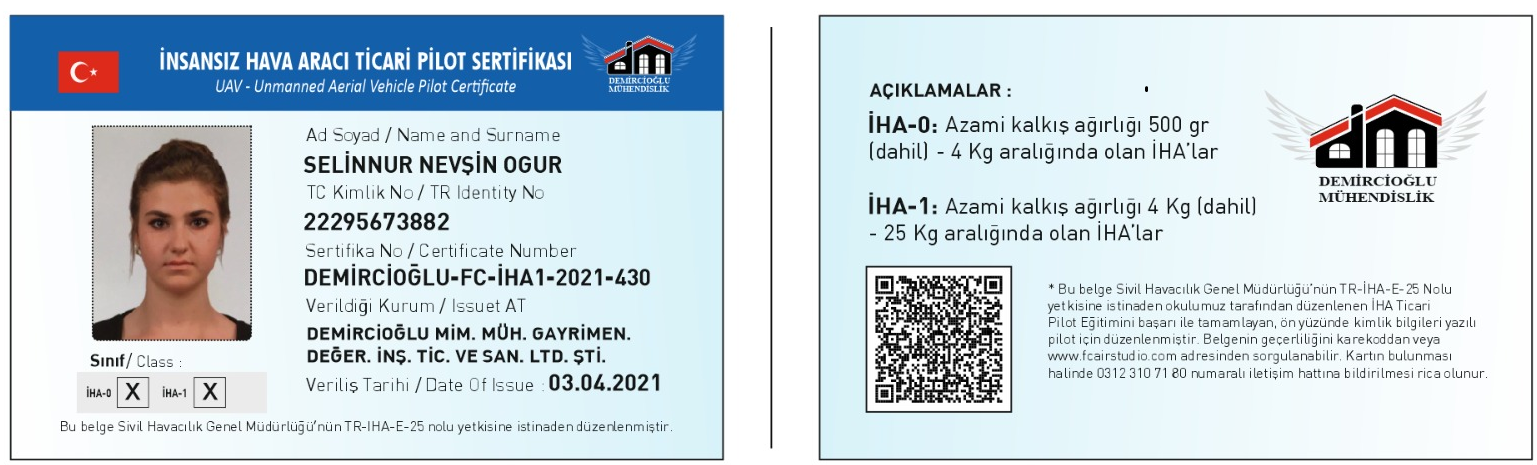 İNSANSIZ HAVA ARACI TİCARİ PİLOT SERTİFİKASI
UAV - Unmanned Aerial Vehicle Pilot Certificate
DEMİRCİOĞLU
MÜHENDİSLİK
Ad Soyad / Name and Surname
SELİNNUR NEVŞİN OGUR
TC Kimlik No / TR Identity No
22295673882
Sertifika No / Certificate Number
DEMİRCİOĞLU-FC-İHA1-2021-430
Verildiği Kurum / Issuet AT
DEMİRCİOĞLU MİM. MÜH. GAYRİMEN.
DEĞER. İNŞ. TİC. VE SAN. LTD. ŞTİ.
Veriliş Tarihi / Date Of Issue : 03.04.2021
Sınıf/ Class :
İHA-0 X İHA-1 X
Bu belge Sivil Havacılık Genel Müdürlüğü'nün TR-IHA-E-25 nolu yetkisine istinaden düzenlenmiştir.
AÇIKLAMALAR :
İHA-0: Azami kalkış ağırlığı 500 gr
(dahil) - 4 Kg aralığında olan İHA'lar
İHA-1: Azami kalkış ağırlığı 4 Kg (dahil)
- 25 Kg aralığında olan İHA'lar
DEMİRCİOĞLU
MÜHENDİSLİK
* Bu belge Sivil Havacılık Genel Müdürlüğü'nün TR-İHA-E-25 Nolu
yetkisine istinaden okulumuz tarafından düzenlenen İHA Ticari
Pilot Eğitimini başarı ile tamamlayan, ön yüzünde kimlik bilgileri yazılı
pilot için düzenlenmiştir. Belgenin geçerliliğini karekoddan veya
www.fcairstudio.com adresinden sorgulanabilir. Kartın bulunması
halinde 0312 310 71 80 numaralı iletişim hattına bildirilmesi rica olunur.